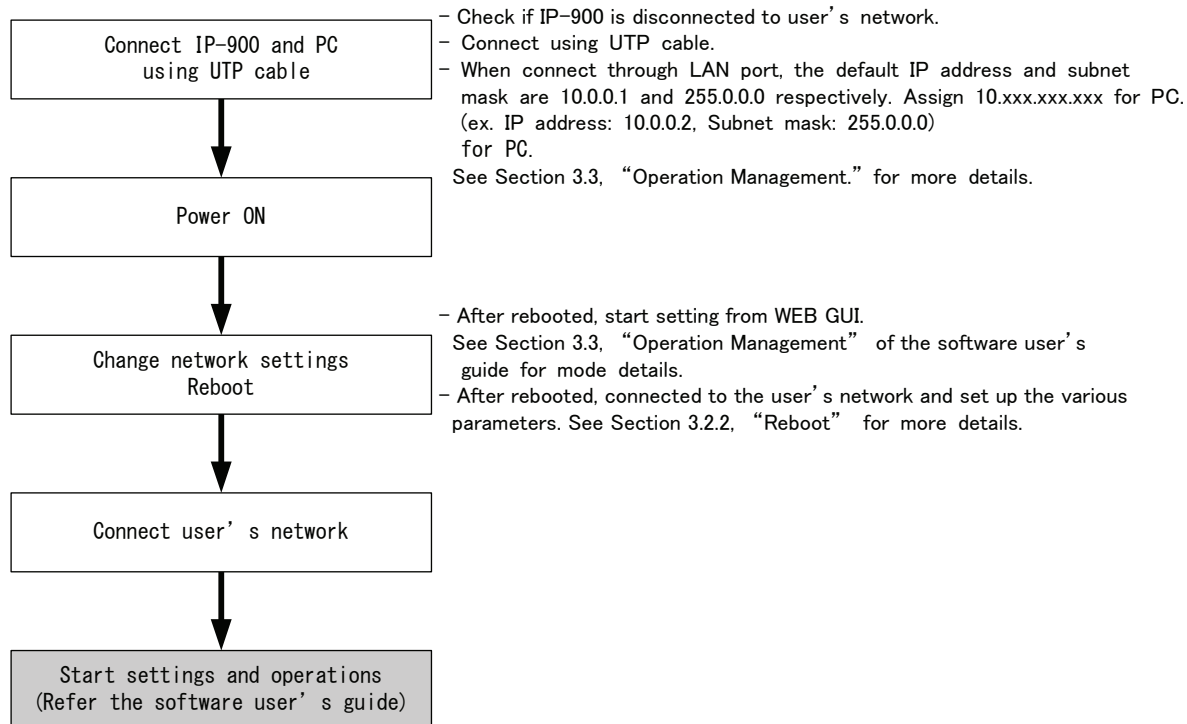 Connect IP-900 and PC
using UTP cable
- Check if IP-900 is disconnected to user's network.
- Connect using UTP cable.
- When connect through LAN port, the default IP address and subnet
mask are 10.0.0.1 and 255.0.0.0 respectively. Assign 10.xxx.xxx.xxx for PC.
(ex. IP address: 10.0.0.2, Subnet mask: 255.0.0.0)
for PC.
See Section 3.3, “Operation Management.” for more details.
Power ON
Change network settings
Reboot
- After rebooted, start setting from WEB GUI.
See Section 3.3, “Operation Management” of the software user's
guide for mode details.
- After rebooted, connected to the user's network and set up the various
parameters. See Section 3.2.2, “Reboot” for more details.
Connect user's network
Start settings and operations
(Refer the software user's guide)